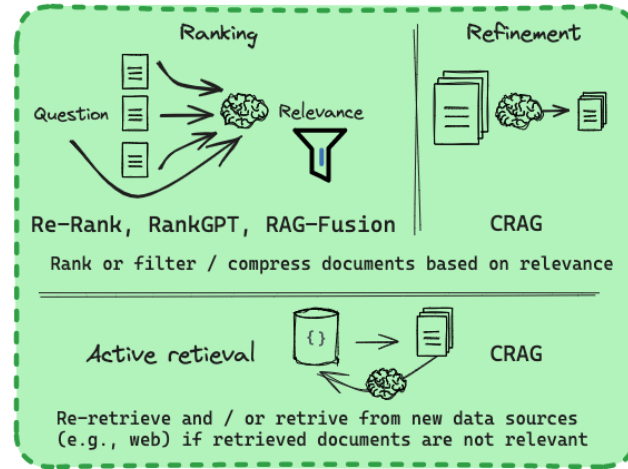 Ranking
Refinement
Question
Relevance
Re-Rank, RankGPT, RAG-Fusion
CRAG
Rank or filter / compress documents based on relevance
Active retieval
{}
CRAG
Re-retrieve and / or retrive from new data sources
(e.g., web) if retrieved documents are not relevant